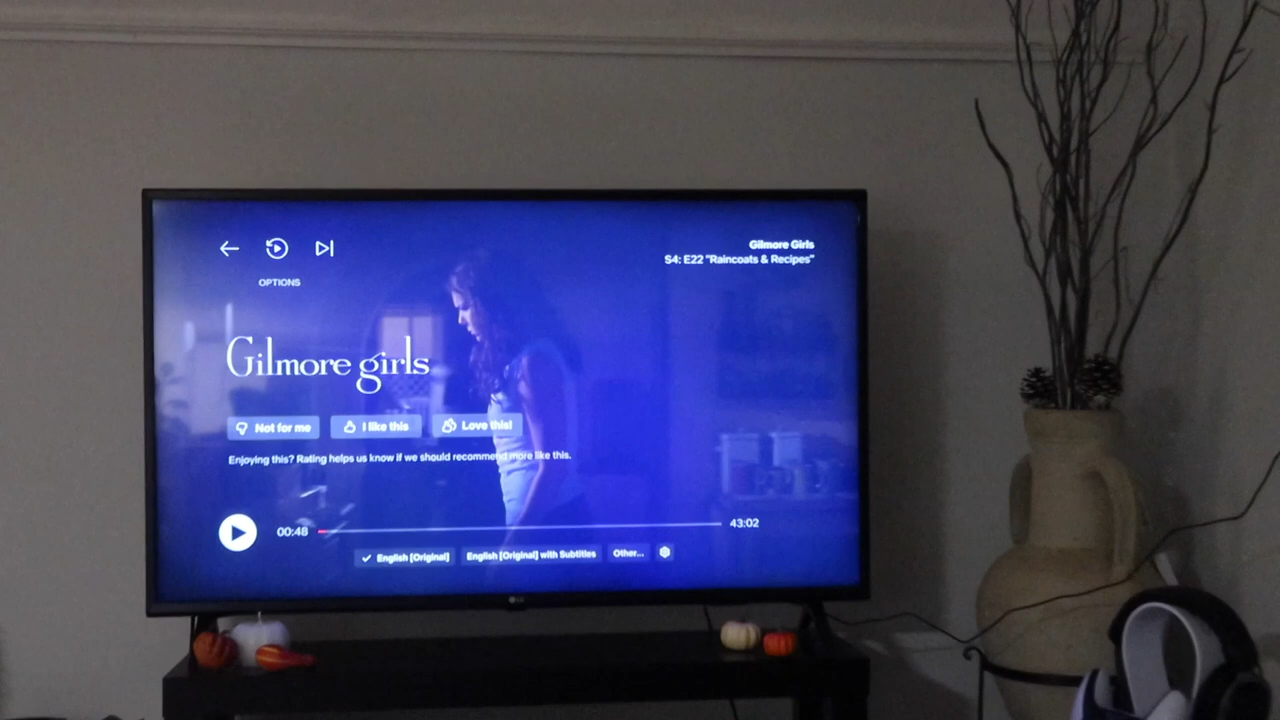 Gilmore Girls
S4: E22 "Raincoats & Recipes"
OPTIONS
Gilmore girls
Not for me
I like this
Love this!
Enjoying this? Rating helps us know if we should recommend more like this.
00:48
43:02
English [Original]
English [Original] with Subtitles
Other...
LG